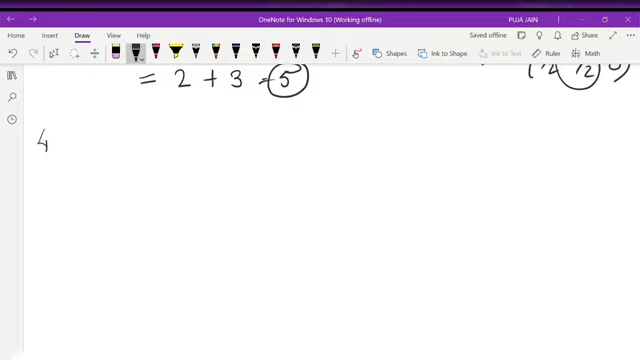 OneNote for Windows 10 (Working offline)
PUJA JAIN
Home Insert Draw View Help
Saved offline Share
Shapes Ink to Shape Ink to Text Math Ruler
= 2 + 3 = 5
4